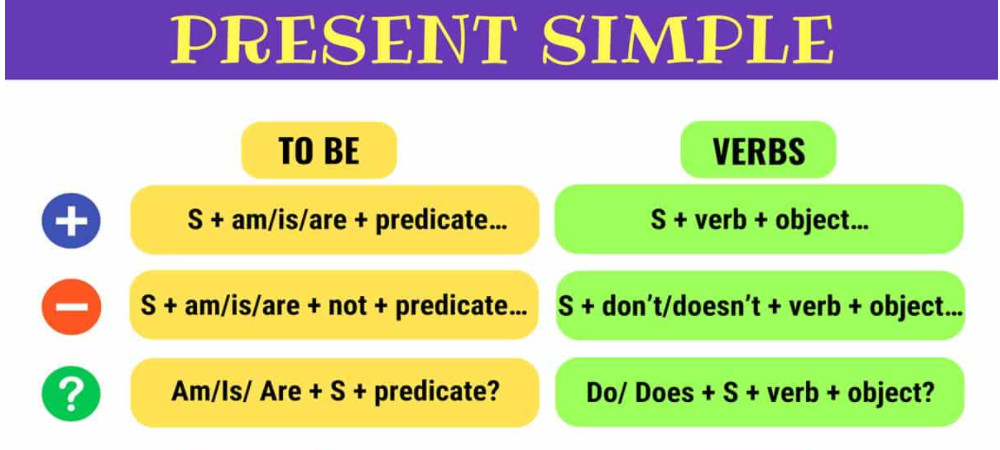 PRESENT SIMPLE
TO BE
VERBS
S + am/is/are + predicate...
S + verb + object...
S + am/is/are + not + predicate...
S + don’t/doesn’t + verb + object...
Am/Is/ Are + S + predicate?
Do/ Does + S + verb + object?